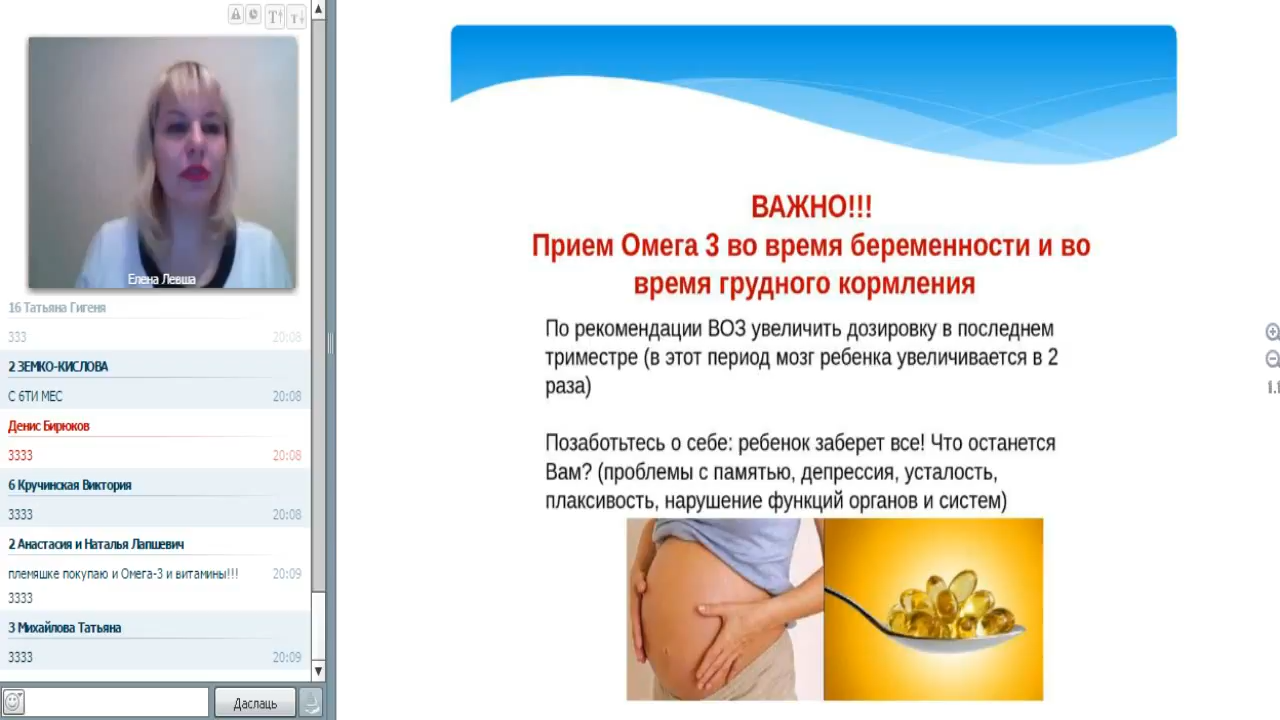 Елена Левша
16 Татьяна Гигеня
333 20:08
2 ЗЕМКО-КИСЛОВА
С 6ТИ МЕС 20:08
Денис Бирюков
3333 20:08
6 Кручинская Виктория
3333 20:08
2 Анастасия и Наталья Лапшевич
племяшке покупаю и Омега-3 и витамины!!! 20:09
3333
3 Михайлова Татьяна
3333 20:09
Даслаць
ВАЖНО!!!
Прием Омега 3 во время беременности и во
время грудного кормления
По рекомендации ВОЗ увеличить дозировку в последнем
триместре (в этот период мозг ребенка увеличивается в 2
раза)
Позаботьтесь о себе: ребенок заберет все! Что останется
Вам? (проблемы с памятью, депрессия, усталость,
плаксивость, нарушение функций органов и систем)